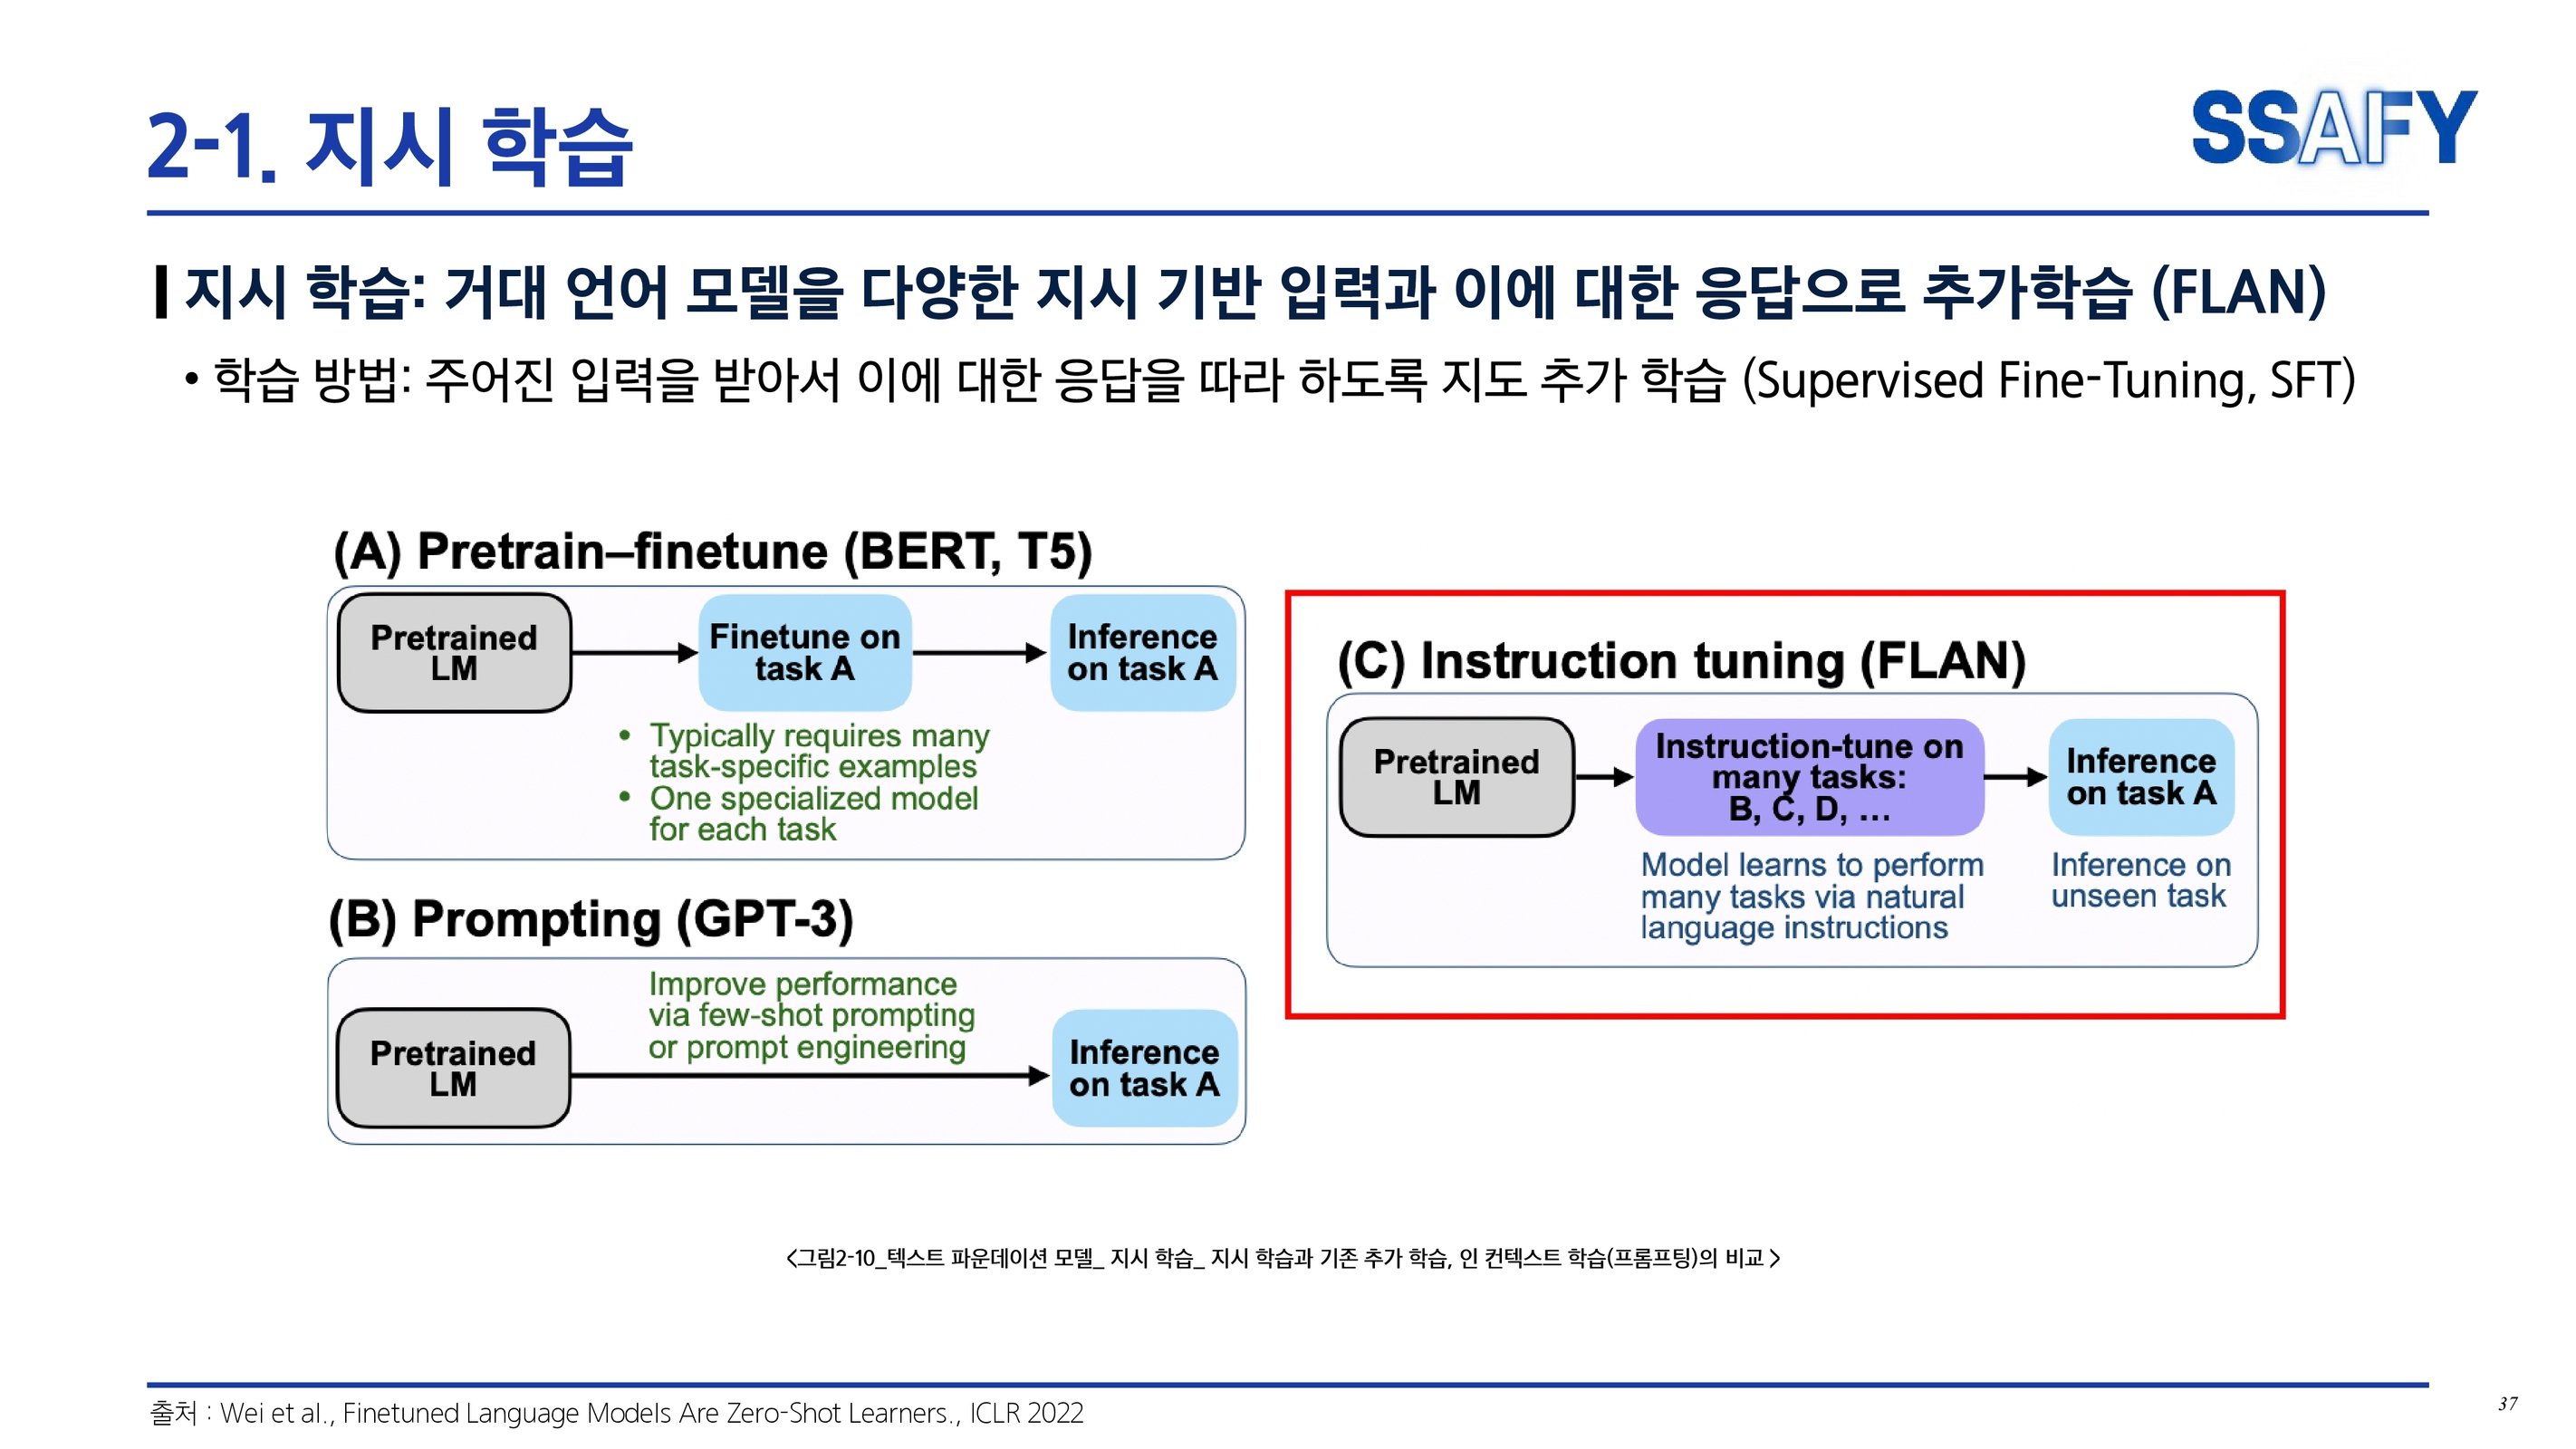 2-1. 지시 학습
SSAFY
지시 학습: 거대 언어 모델을 다양한 지시 기반 입력과 이에 대한 응답으로 추가학습 (FLAN)
• 학습 방법: 주어진 입력을 받아서 이에 대한 응답을 따라 하도록 지도 추가 학습 (Supervised Fine-Tuning, SFT)
(A) Pretrain–finetune (BERT, T5)
Pretrained
LM
Finetune on
task A
Inference
on task A
• Typically requires many
task-specific examples
• One specialized model
for each task
(B) Prompting (GPT-3)
Pretrained
LM
Improve performance
via few-shot prompting
or prompt engineering
Inference
on task A
(C) Instruction tuning (FLAN)
Pretrained
LM
Instruction-tune on
many tasks:
B, C, D, ...
Inference
on task A
Model learns to perform
many tasks via natural
language instructions
Inference on
unseen task
<그림2-10_텍스트 파운데이션 모델_ 지시 학습_ 지시 학습과 기존 추가 학습, 인 컨텍스트 학습(프롬프팅)의 비교 >
출처 : Wei et al., Finetuned Language Models Are Zero-Shot Learners., ICLR 2022
37